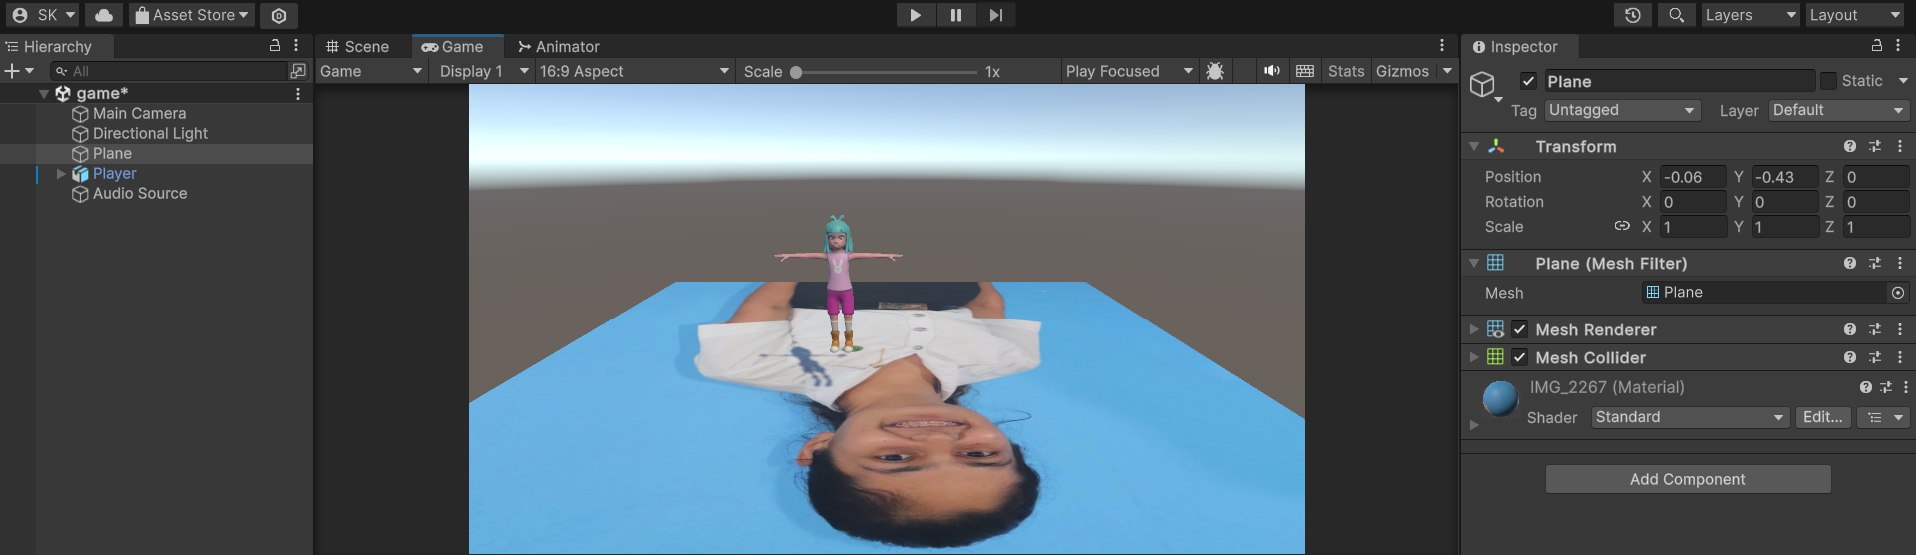 SK Asset Store Layers Layout
Hierarchy
All
game*
Main Camera
Directional Light
Plane
Player
Audio Source
Scene Game Animator
Game Display 1 16:9 Aspect Scale 1x Play Focused Stats Gizmos
Inspector
Plane Static
Tag Untagged Layer Default
Transform
Position X -0.06 Y -0.43 Z 0
Rotation X 0 Y 0 Z 0
Scale X 1 Y 1 Z 1
Plane (Mesh Filter)
Mesh Plane
Mesh Renderer
Mesh Collider
IMG_2267 (Material)
Shader Standard Edit...
Add Component